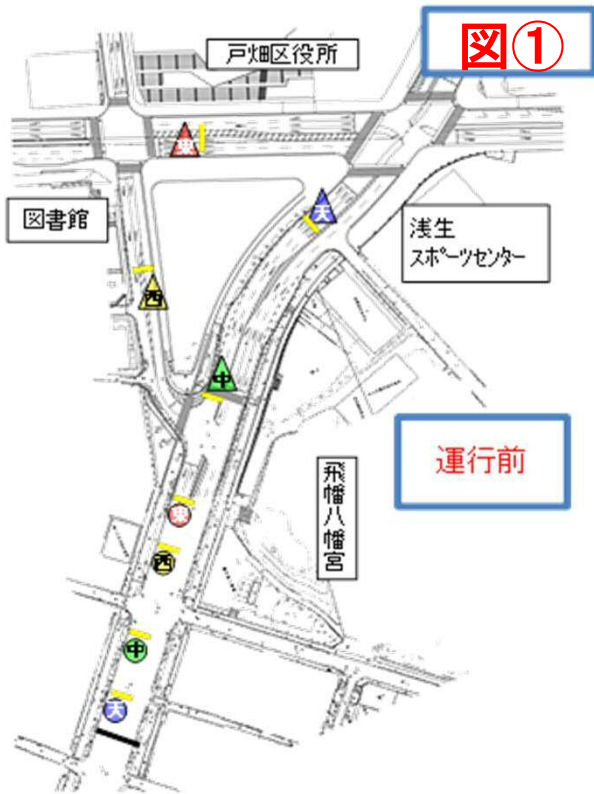 戸畑区役所
図①
東
天
図書館
浅生
スポーツセンター
西
中
運行前
飛幡八幡宮
東
西
中
天